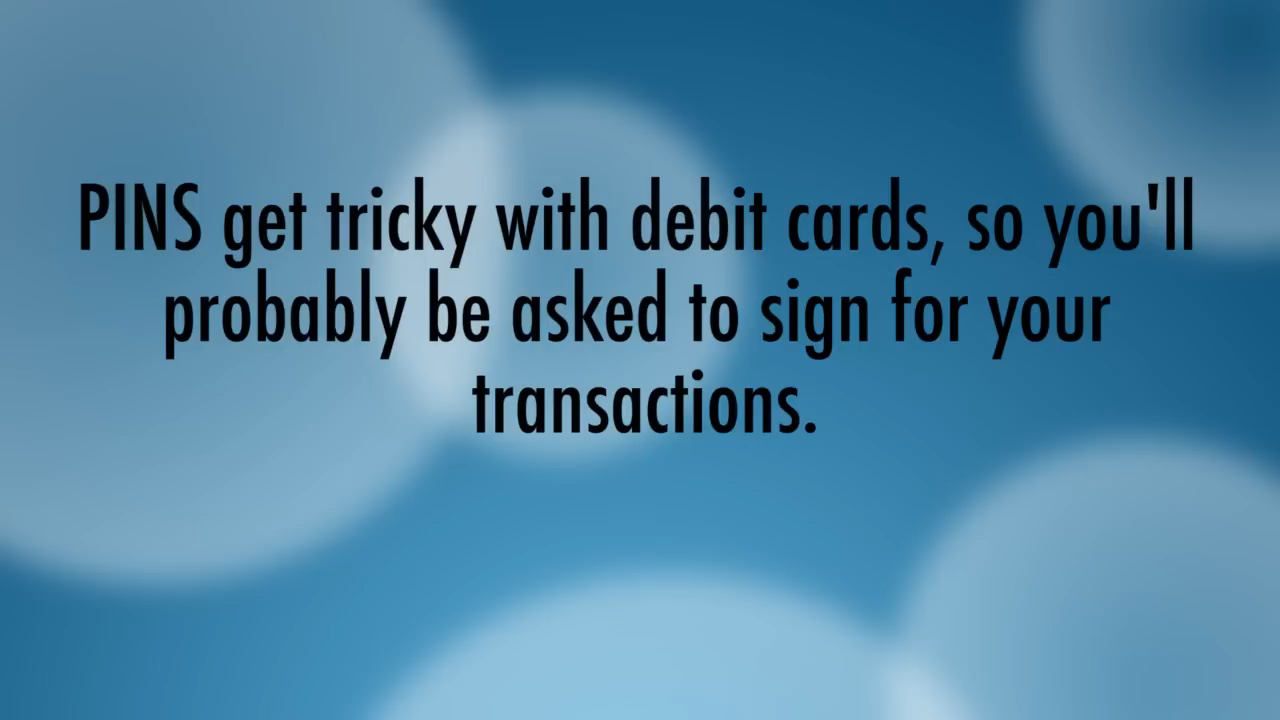 PINS get tricky with debit cards, so you'll
probably be asked to sign for your
transactions.